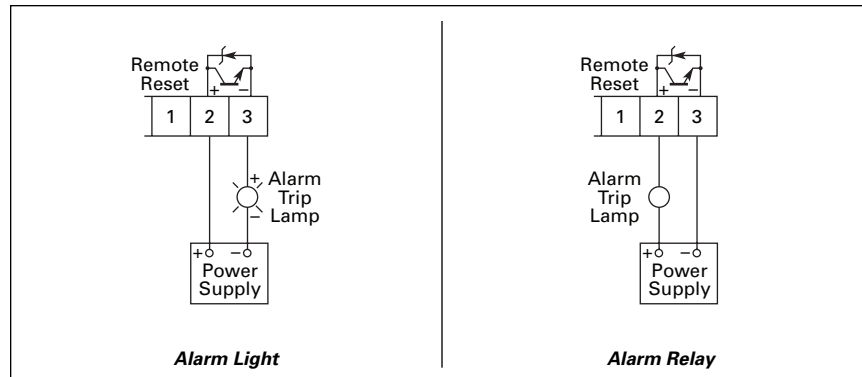 Remote
Reset
+ −
1 2 3
+
Alarm
Trip
Lamp
−
+ −
Power
Supply
Alarm Light
Remote
Reset
+ −
1 2 3
Alarm
Trip
Lamp
+ −
Power
Supply
Alarm Relay